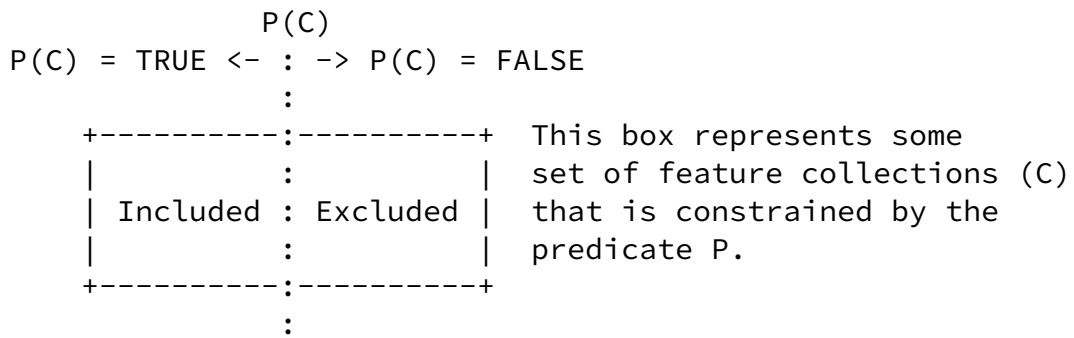 P(C)
P(C) = TRUE <- : -> P(C) = FALSE
:
+----------:----------+ This box represents some
| : | set of feature collections (C)
| Included : Excluded | that is constrained by the
| : | predicate P.
+----------:----------+
: